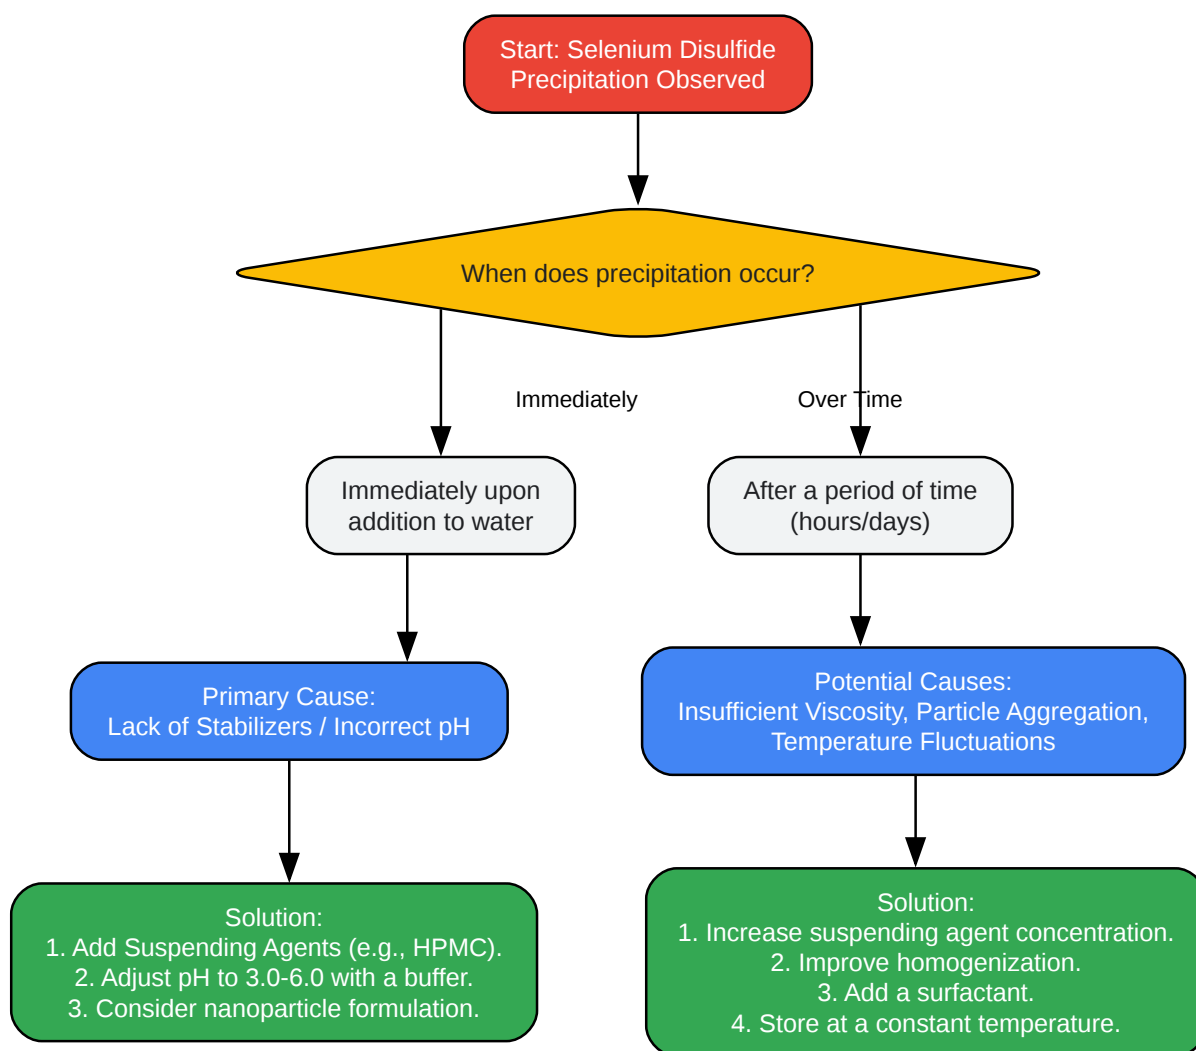 Start: Selenium Disulfide
Precipitation Observed
When does precipitation occur?
Immediately
Over Time
Immediately upon
addition to water
After a period of time
(hours/days)
Primary Cause:
Lack of Stabilizers / Incorrect pH
Potential Causes:
Insufficient Viscosity, Particle Aggregation,
Temperature Fluctuations
Solution:
1. Add Suspending Agents (e.g., HPMC).
2. Adjust pH to 3.0-6.0 with a buffer.
3. Consider nanoparticle formulation.
Solution:
1. Increase suspending agent concentration.
2. Improve homogenization.
3. Add a surfactant.
4. Store at a constant temperature.